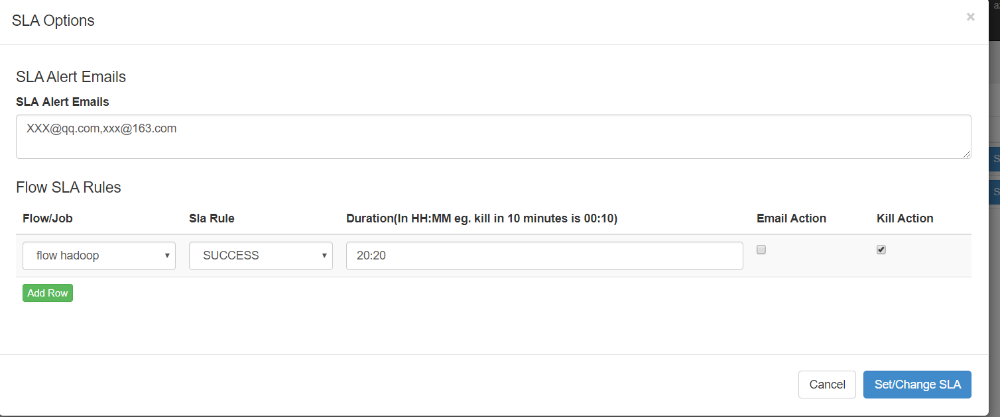 SLA Options
×
SLA Alert Emails
SLA Alert Emails
XXX@qq.com,xxx@163.com
Flow SLA Rules
Flow/Job Sla Rule Duration(In HH:MM eg. kill in 10 minutes is 00:10) Email Action Kill Action
flow hadoop SUCCESS 20:20
Add Row
Cancel Set/Change SLA